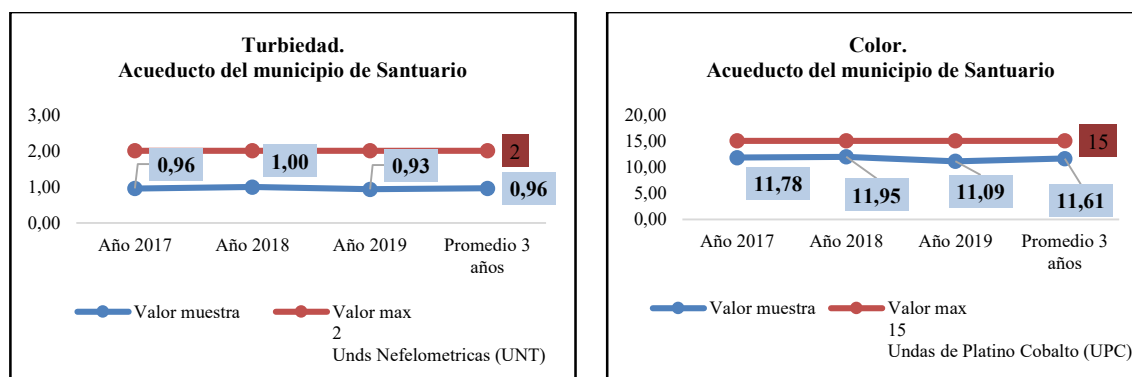 Turbiedad.
Acueducto del municipio de Santuario
3,00
2,00
1,00
0,00
0,96
1,00
0,93
2
0,96
Año 2017
Año 2018
Año 2019
Promedio 3
años
Valor muestra
Valor max
2
Unds Nefelometricas (UNT)
Color.
Acueducto del municipio de Santuario
20,00
15,00
10,00
5,00
0,00
15
11,78
11,95
11,09
11,61
Año 2017
Año 2018
Año 2019
Promedio 3
años
Valor muestra
Valor max
15
Undas de Platino Cobalto (UPC)